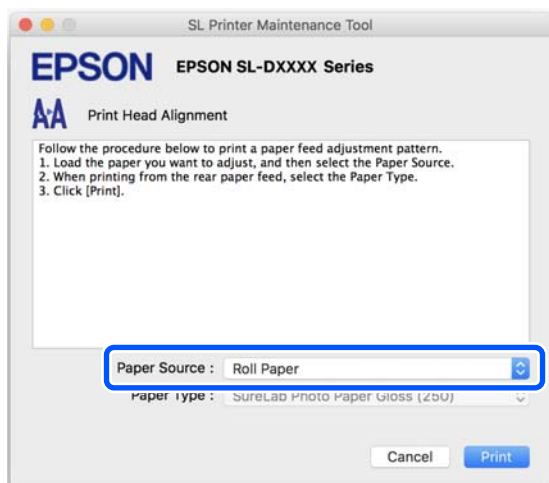 SL Printer Maintenance Tool
EPSON EPSON SL-DXXXX Series
AA Print Head Alignment
Follow the procedure below to print a paper feed adjustment pattern.
1. Load the paper you want to adjust, and then select the Paper Source.
2. When printing from the rear paper feed, select the Paper Type.
3. Click [Print].
Paper Source : Roll Paper
Paper Type : SureLab Photo Paper Gloss (250)
Cancel Print